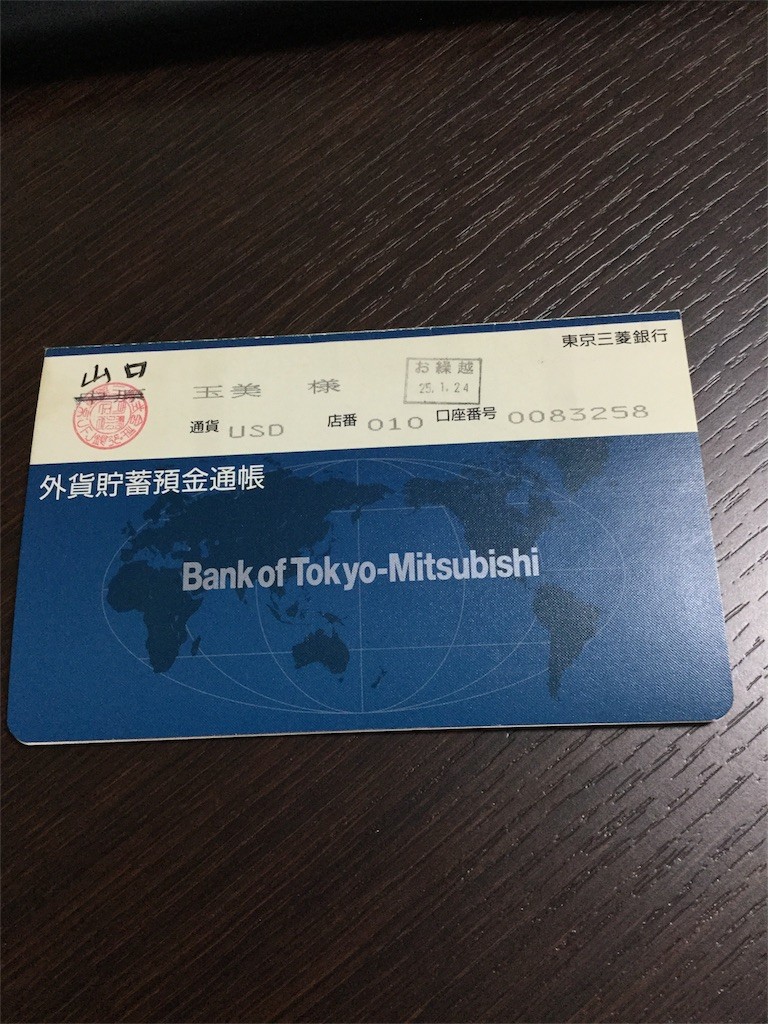 東京三菱銀行
山口
中原 玉美 様
お繰越
25.1.24
通貨 USD 店番 010 口座番号 0083258
外貨貯蓄預金通帳
Bank of Tokyo-Mitsubishi